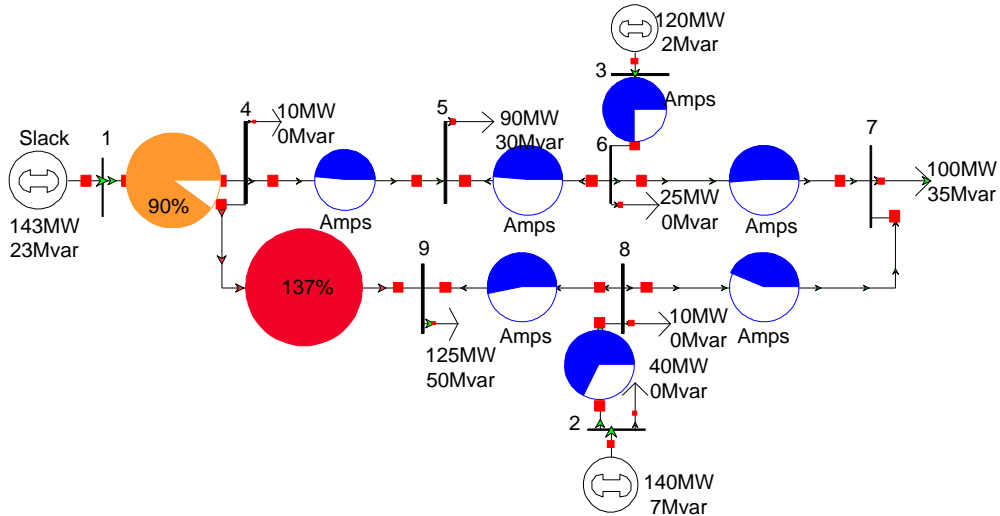 Slack
1
143MW
23Mvar
90%
4
10MW
0Mvar
Amps
5
90MW
30Mvar
Amps
120MW
2Mvar
3
Amps
6
25MW
0Mvar
Amps
7
100MW
35Mvar
137%
9
125MW
50Mvar
Amps
8
10MW
0Mvar
Amps
40MW
0Mvar
2
140MW
7Mvar